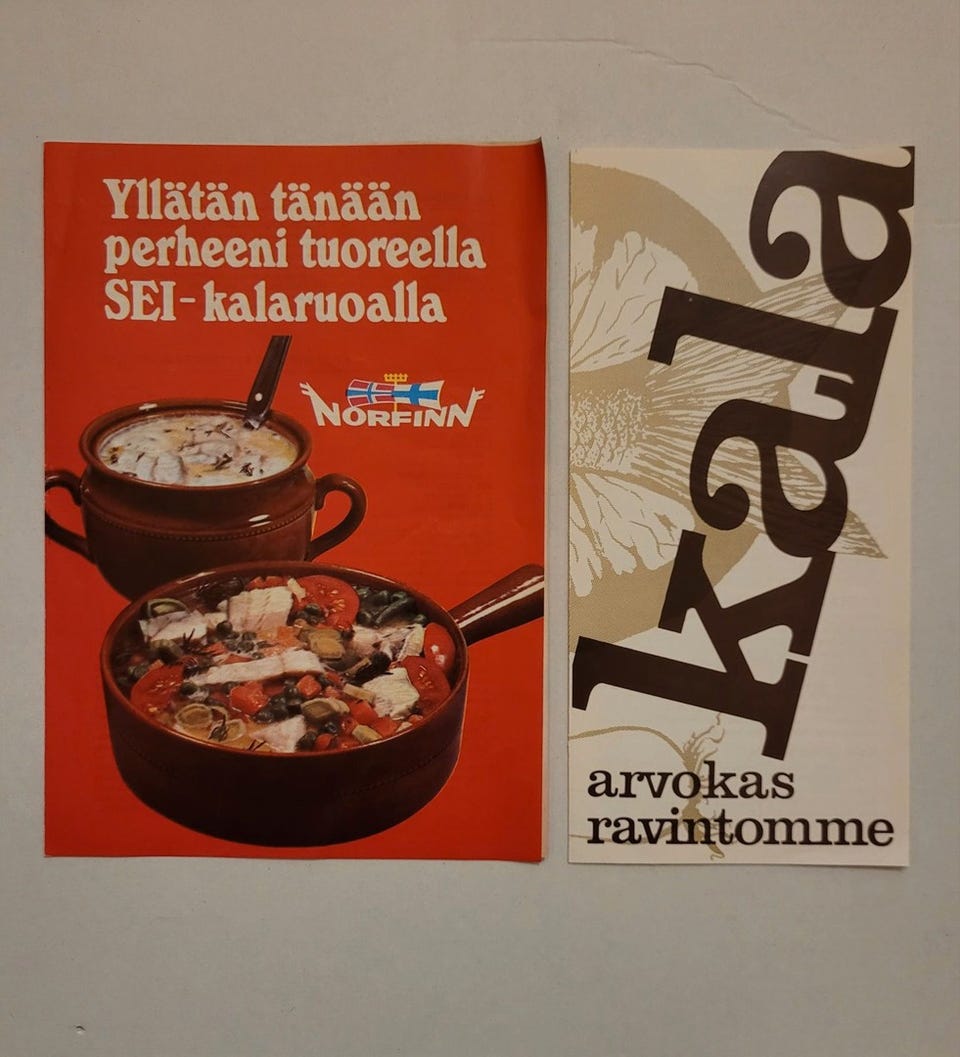 Yllätän tänään
perheeni tuoreella
SEI-kalaruoalla
NORFINN
kala
arvokas
ravintomme